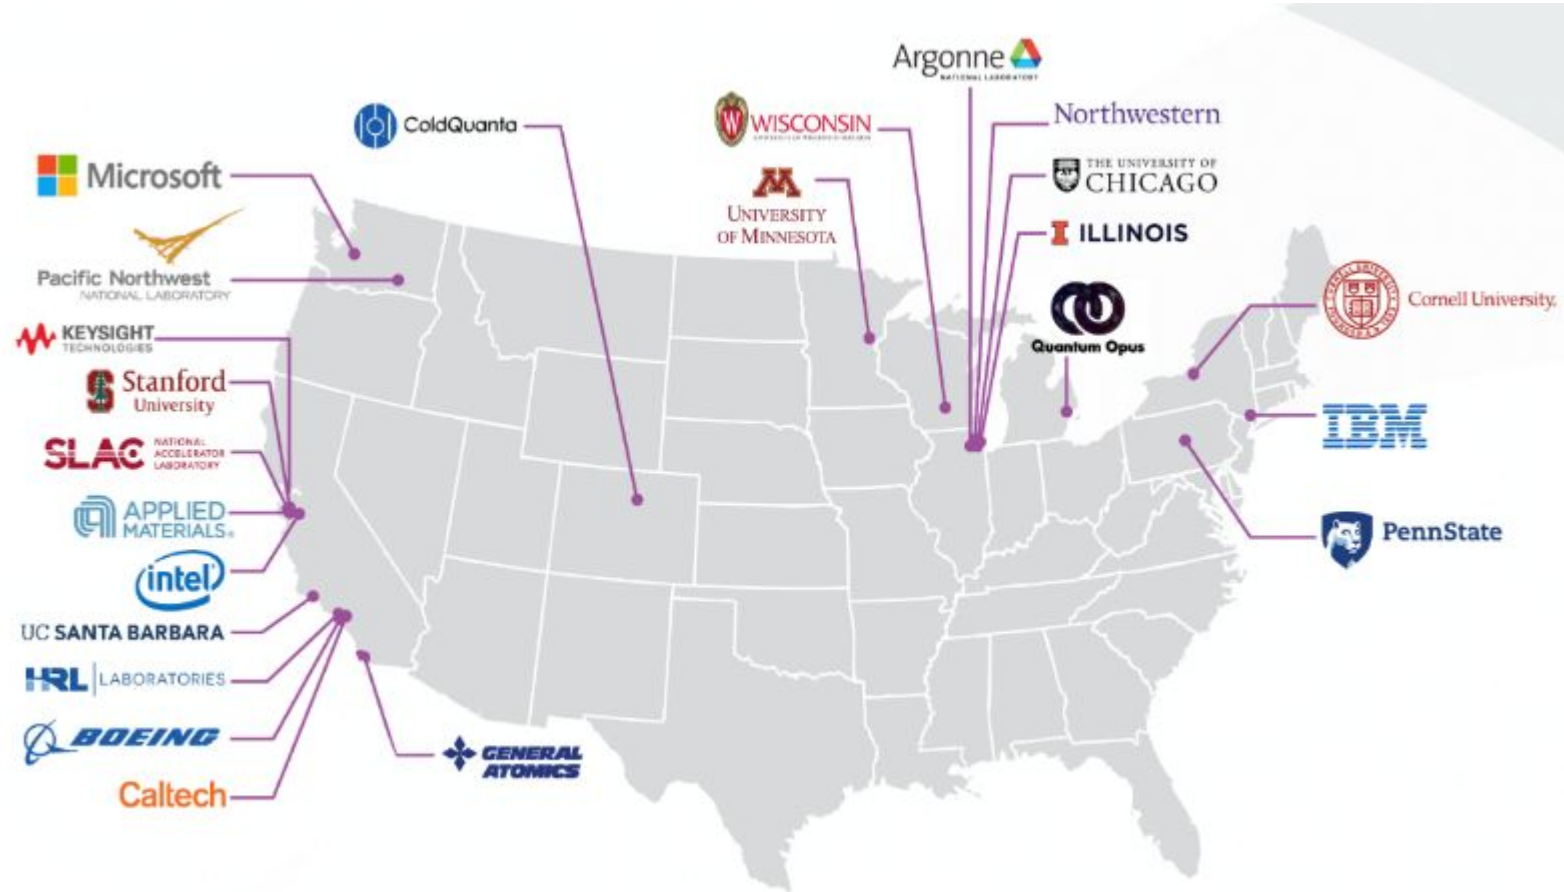 Argonne
NATIONAL LABORATORY
Northwestern
THE UNIVERSITY OF
CHICAGO
ILLINOIS
WISCONSIN
UNIVERSITY
OF MINNESOTA
ColdQuanta
Microsoft
Pacific Northwest
NATIONAL LABORATORY
KEYSIGHT
TECHNOLOGIES
Stanford
University
SLAC
NATIONAL
ACCELERATOR
LABORATORY
APPLIED
MATERIALS®
intel
UC SANTA BARBARA
HRL LABORATORIES
BOEING
Caltech
GENERAL
ATOMICS
Quantum Opus
Cornell University
IBM
PennState